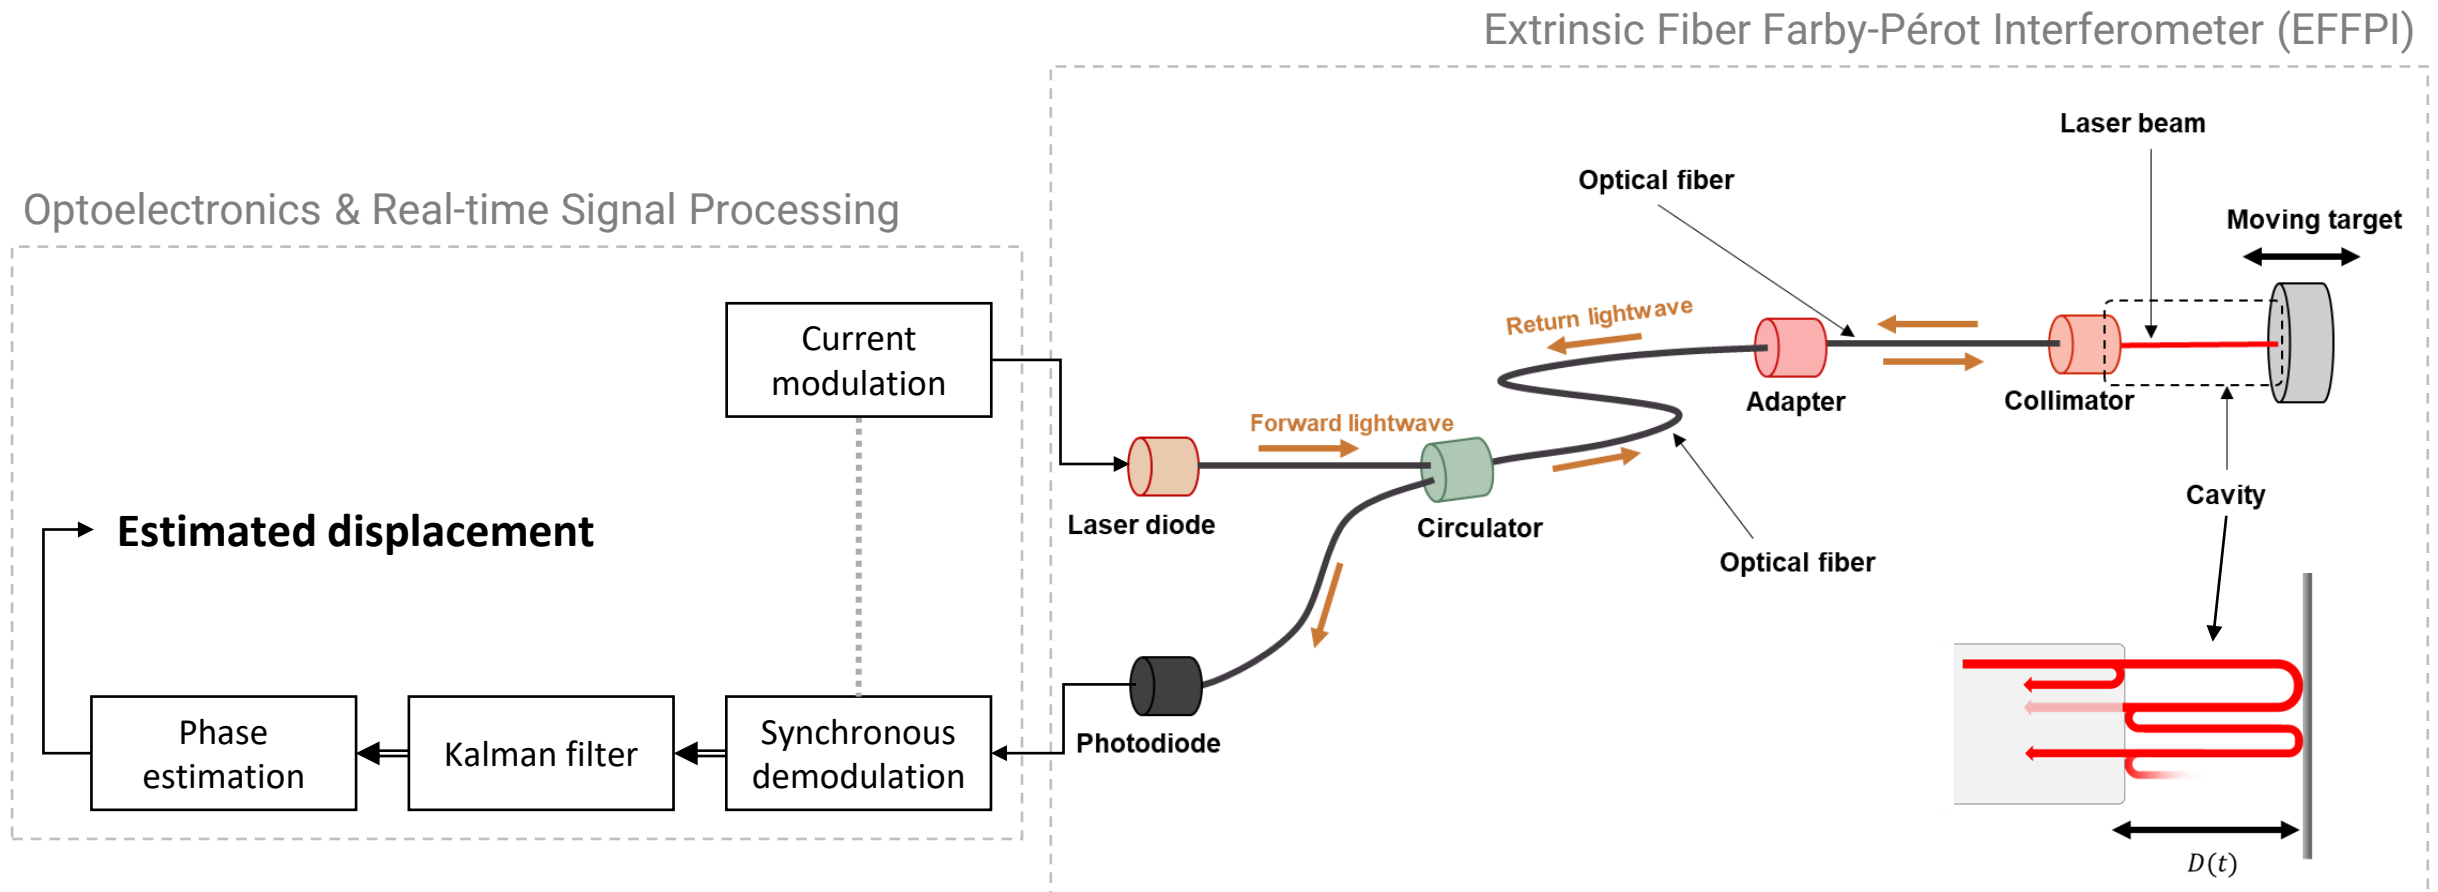 Extrinsic Fiber Farby-Pérot Interferometer (EFFPI)
Laser beam
Optical fiber
Moving target
Optoelectronics & Real-time Signal Processing
Current
modulation
Return lightwave
Adapter
Collimator
Forward lightwave
Cavity
Laser diode
Circulator
Estimated displacement
Optical fiber
Phase
estimation
Kalman filter
Synchronous
demodulation
Photodiode
D(t)